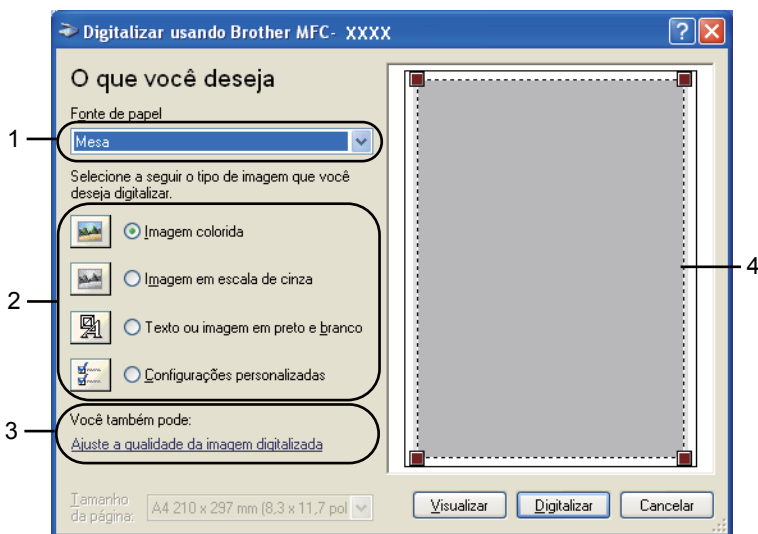 Digitalizar usando Brother MFC- XXXX
O que você deseja
Fonte de papel
1
Mesa
Selecione a seguir o tipo de imagem que você
deseja digitalizar.
Imagem colorida
Imagem em escala de cinza
2
Texto ou imagem em preto e branco
Configurações personalizadas
3
Você também pode:
Ajuste a qualidade da imagem digitalizada
Tamanho
da página:
A4 210 x 297 mm (8,3 x 11,7 pol
4
Visualizar
Digitalizar
Cancelar